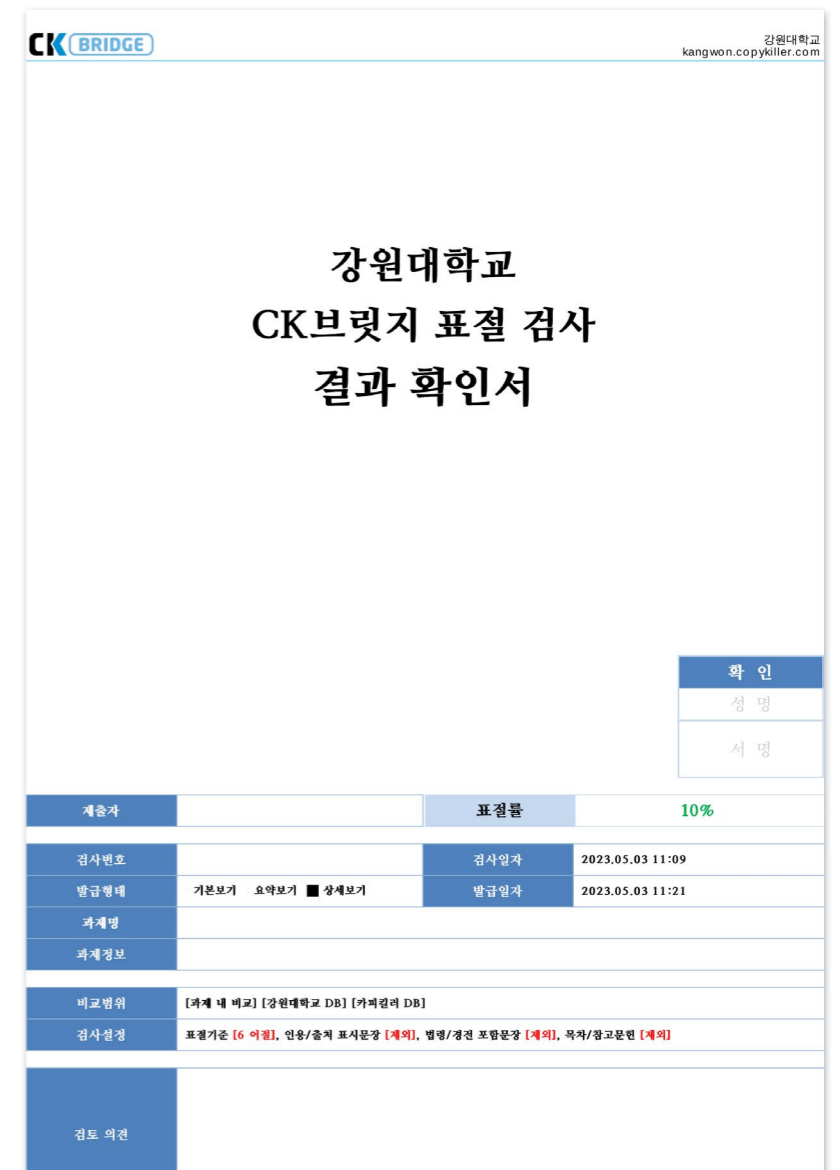 CK BRIDGE
강원대학교
kangwon.copykiller.com
강원대학교
CK브릿지 표절 검사
결과 확인서
확 인
성 명
서 명
제출자 표절률 10%
검사번호 검사일자 2023.05.03 11:09
발급형태 기본보기 요약보기 ■ 상세보기 발급일자 2023.05.03 11:21
과제명
과제정보
비교범위 [과제 내 비교] [강원대학교 DB] [카피킬러 DB]
검사설정 표절기준 [6 어절], 인용/출처 표시문장 [제외], 법령/경전 포함문장 [제외], 목차/참고문헌 [제외]
검토 의견